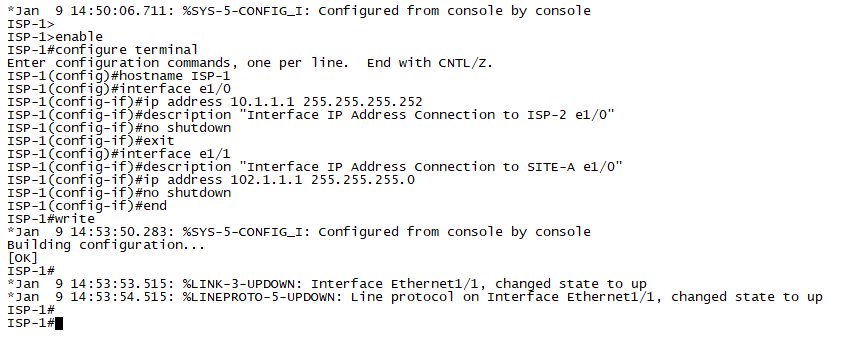 *Jan  9 14:50:06.711: %SYS-5-CONFIG_I: Configured from console by console
ISP-1>
ISP-1>enable
ISP-1#configure terminal
Enter configuration commands, one per line.  End with CNTL/Z.
ISP-1(config)#hostname ISP-1
ISP-1(config)#interface e1/0
ISP-1(config-if)#ip address 10.1.1.1 255.255.255.252
ISP-1(config-if)#description "Interface IP Address Connection to ISP-2 e1/0"
ISP-1(config-if)#no shutdown
ISP-1(config-if)#exit
ISP-1(config)#interface e1/1
ISP-1(config-if)#description "Interface IP Address Connection to SITE-A e1/0"
ISP-1(config-if)#ip address 102.1.1.1 255.255.255.0
ISP-1(config-if)#no shutdown
ISP-1(config-if)#end
ISP-1#write
*Jan  9 14:53:50.283: %SYS-5-CONFIG_I: Configured from console by console
Building configuration...
[OK]
ISP-1#
*Jan  9 14:53:53.515: %LINK-3-UPDOWN: Interface Ethernet1/1, changed state to up
*Jan  9 14:53:54.515: %LINEPROTO-5-UPDOWN: Line protocol on Interface Ethernet1/1, changed state to up
ISP-1#
ISP-1#